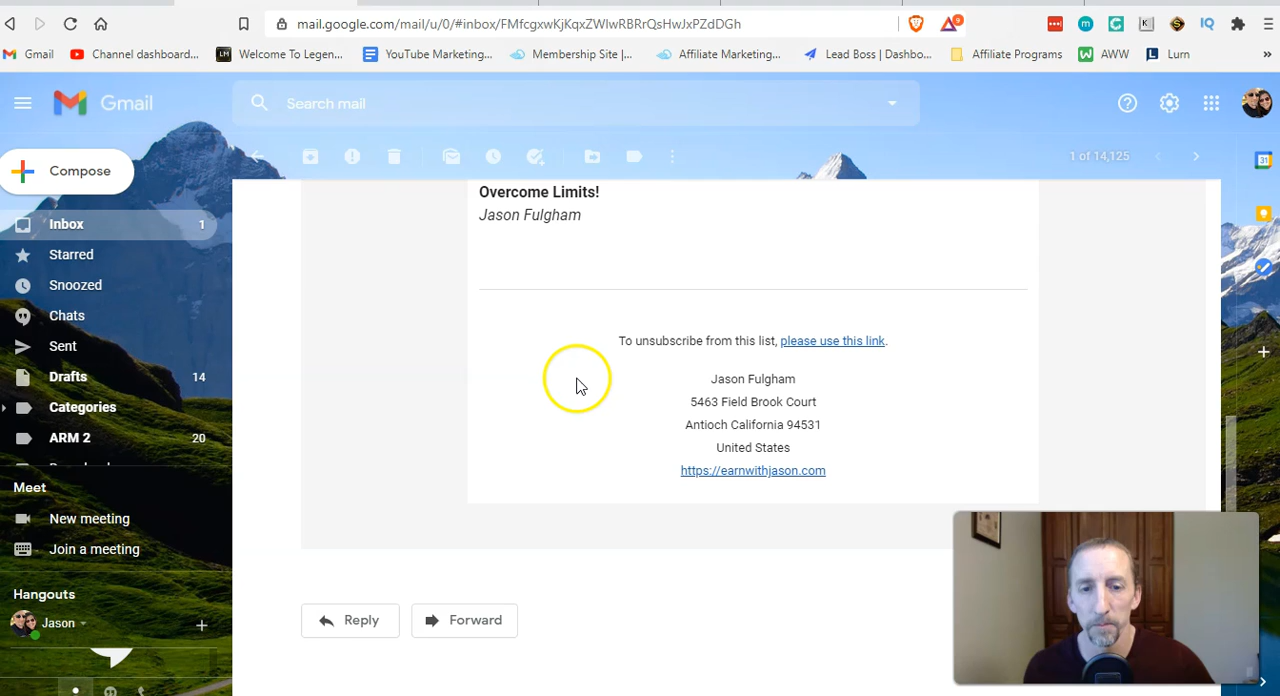 mail.google.com/mail/u/0/#inbox/FMfcgxwKjKqxZWlwRBRrQsHwJxPZdDGh
9
K
IQ
Gmail
Channel dashboard...
LM
Welcome To Legen...
YouTube Marketing...
Membership Site |...
Affiliate Marketing...
Lead Boss | Dashbo...
Affiliate Programs
W AWW
L Lurn
»
Gmail
Search mail
Compose
1 of 14,125
31
Inbox 1
Starred
Snoozed
Chats
Sent
Drafts 14
Categories
ARM 2 20
Meet
New meeting
Join a meeting
Hangouts
Jason
Overcome Limits!
Jason Fulgham
To unsubscribe from this list, please use this link.
Jason Fulgham
5463 Field Brook Court
Antioch California 94531
United States
https://earnwithjason.com
Reply
Forward